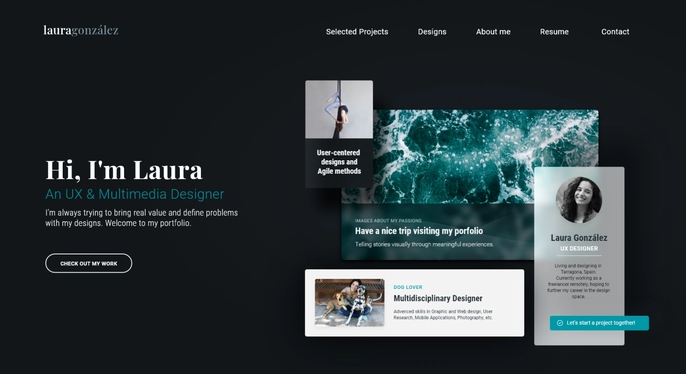 lauragonzález
Selected Projects
Designs
About me
Resume
Contact
Hi, I'm Laura
An UX & Multimedia Designer
I'm always trying to bring real value and define problems
with my designs. Welcome to my portfolio.
CHECK OUT MY WORK
User-centered
designs and
Agile methods
IMAGES ABOUT MY PASSIONS
Have a nice trip visiting my porfolio
Telling stories visually through meaningful experiences.
DOG LOVER
Multidisciplinary Designer
Advanced skills in Graphic and Web design, User
Research, Mobile Applications, Photography, etc.
Laura González
UX DESIGNER
Living and designing in
Tarragona, Spain.
Currently working as a
freelancer remotely, hoping to
further my career in the design
space.
Let's start a project together!